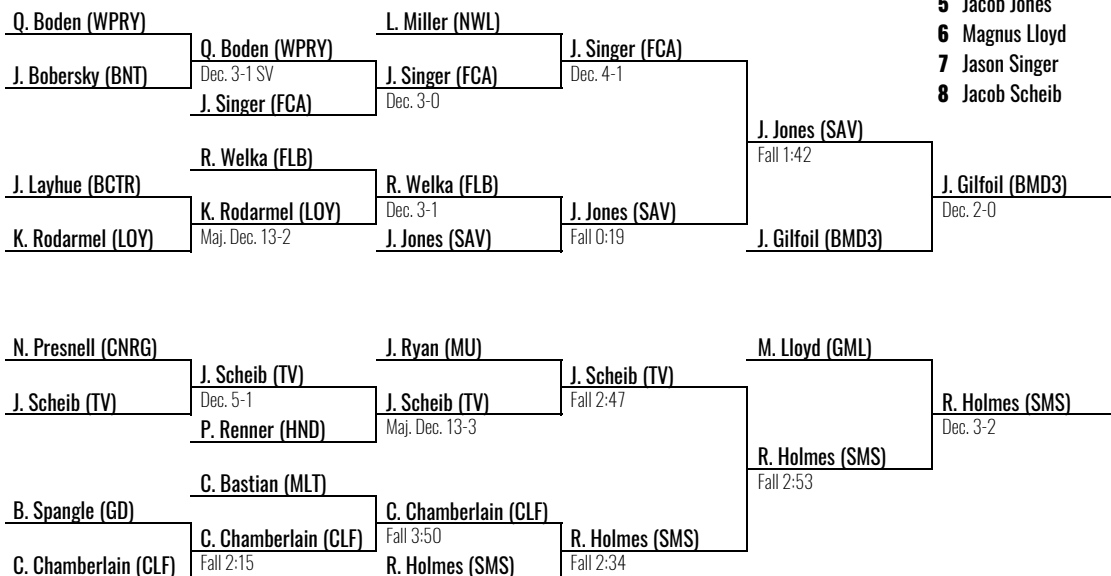 5 Jacob Jones
6 Magnus Lloyd
7 Jason Singer
8 Jacob Scheib
Q. Boden (WPRY)
J. Bobersky (BNT)
Q. Boden (WPRY)
Dec. 3-1 SV
J. Singer (FCA)
L. Miller (NWL)
J. Singer (FCA)
Dec. 3-0
J. Singer (FCA)
Dec. 4-1
J. Layhue (BCTR)
K. Rodarmel (LOY)
R. Welka (FLB)
K. Rodarmel (LOY)
Maj. Dec. 13-2
R. Welka (FLB)
Dec. 3-1
J. Jones (SAV)
J. Jones (SAV)
Fall 0:19
J. Jones (SAV)
Fall 1:42
J. Gilfoil (BMD3)
J. Gilfoil (BMD3)
Dec. 2-0
N. Presnell (CNRG)
J. Scheib (TV)
J. Scheib (TV)
Dec. 5-1
P. Renner (HND)
J. Ryan (MU)
J. Scheib (TV)
Maj. Dec. 13-3
J. Scheib (TV)
Fall 2:47
B. Spangle (GD)
C. Chamberlain (CLF)
C. Bastian (MLT)
C. Chamberlain (CLF)
Fall 2:15
C. Chamberlain (CLF)
Fall 3:50
R. Holmes (SMS)
R. Holmes (SMS)
Fall 2:34
M. Lloyd (GML)
R. Holmes (SMS)
Fall 2:53
R. Holmes (SMS)
Dec. 3-2